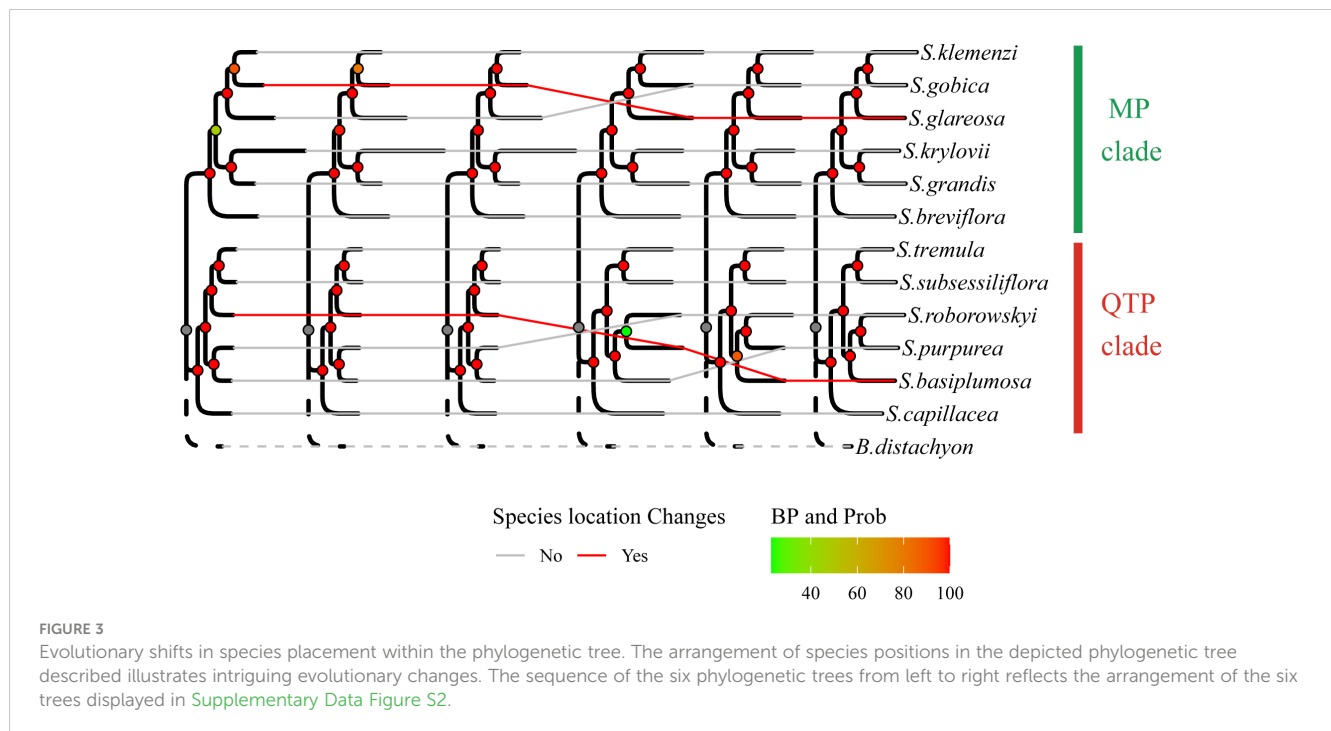 S.klemenzi
S.gobica
S.glareosa
S.krylovii
S.grandis
S.breviflora
MP
clade
S.tremula
S.subsessiliflora
S.roborowskyi
S.purpurea
S.basiplumosa
S.capillacea
QTP
clade
B.distachyon
Species location Changes
No Yes
BP and Prob
40 60 80 100
FIGURE 3
Evolutionary shifts in species placement within the phylogenetic tree. The arrangement of species positions in the depicted phylogenetic tree
described illustrates intriguing evolutionary changes. The sequence of the six phylogenetic trees from left to right reflects the arrangement of the six
trees displayed in Supplementary Data Figure S2.